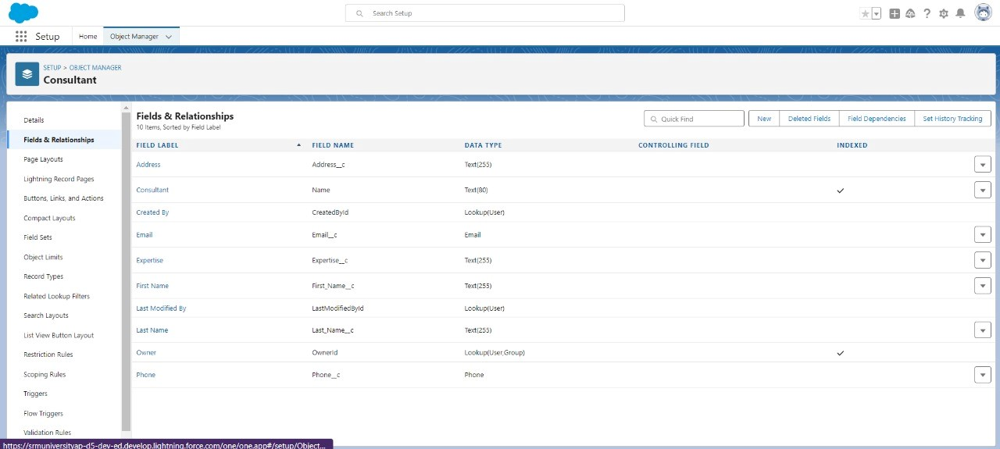 Search Setup
Setup
Home
Object Manager
SETUP > OBJECT MANAGER
Consultant
Details
Fields & Relationships
Page Layouts
Lightning Record Pages
Buttons, Links, and Actions
Compact Layouts
Field Sets
Object Limits
Record Types
Related Lookup Filters
Search Layouts
List View Button Layout
Restriction Rules
Scoping Rules
Triggers
Flow Triggers
Validation Rules
Fields & Relationships
10 Items, Sorted by Field Label
Quick Find
New
Deleted Fields
Field Dependencies
Set History Tracking
FIELD LABEL FIELD NAME DATA TYPE CONTROLLING FIELD INDEXED
Address Address__c Text(255)
Consultant Name Text(80)
Created By CreatedById Lookup(User)
Email Email__c Email
Expertise Expertise__c Text(255)
First Name First_Name__c Text(255)
Last Modified By LastModifiedById Lookup(User)
Last Name Last_Name__c Text(255)
Owner OwnerId Lookup(User,Group)
Phone Phone__c Phone
https://srmuniversityap-d5-dev-ed.develop.lightning.force.com/one/one.app#/setup/Object...